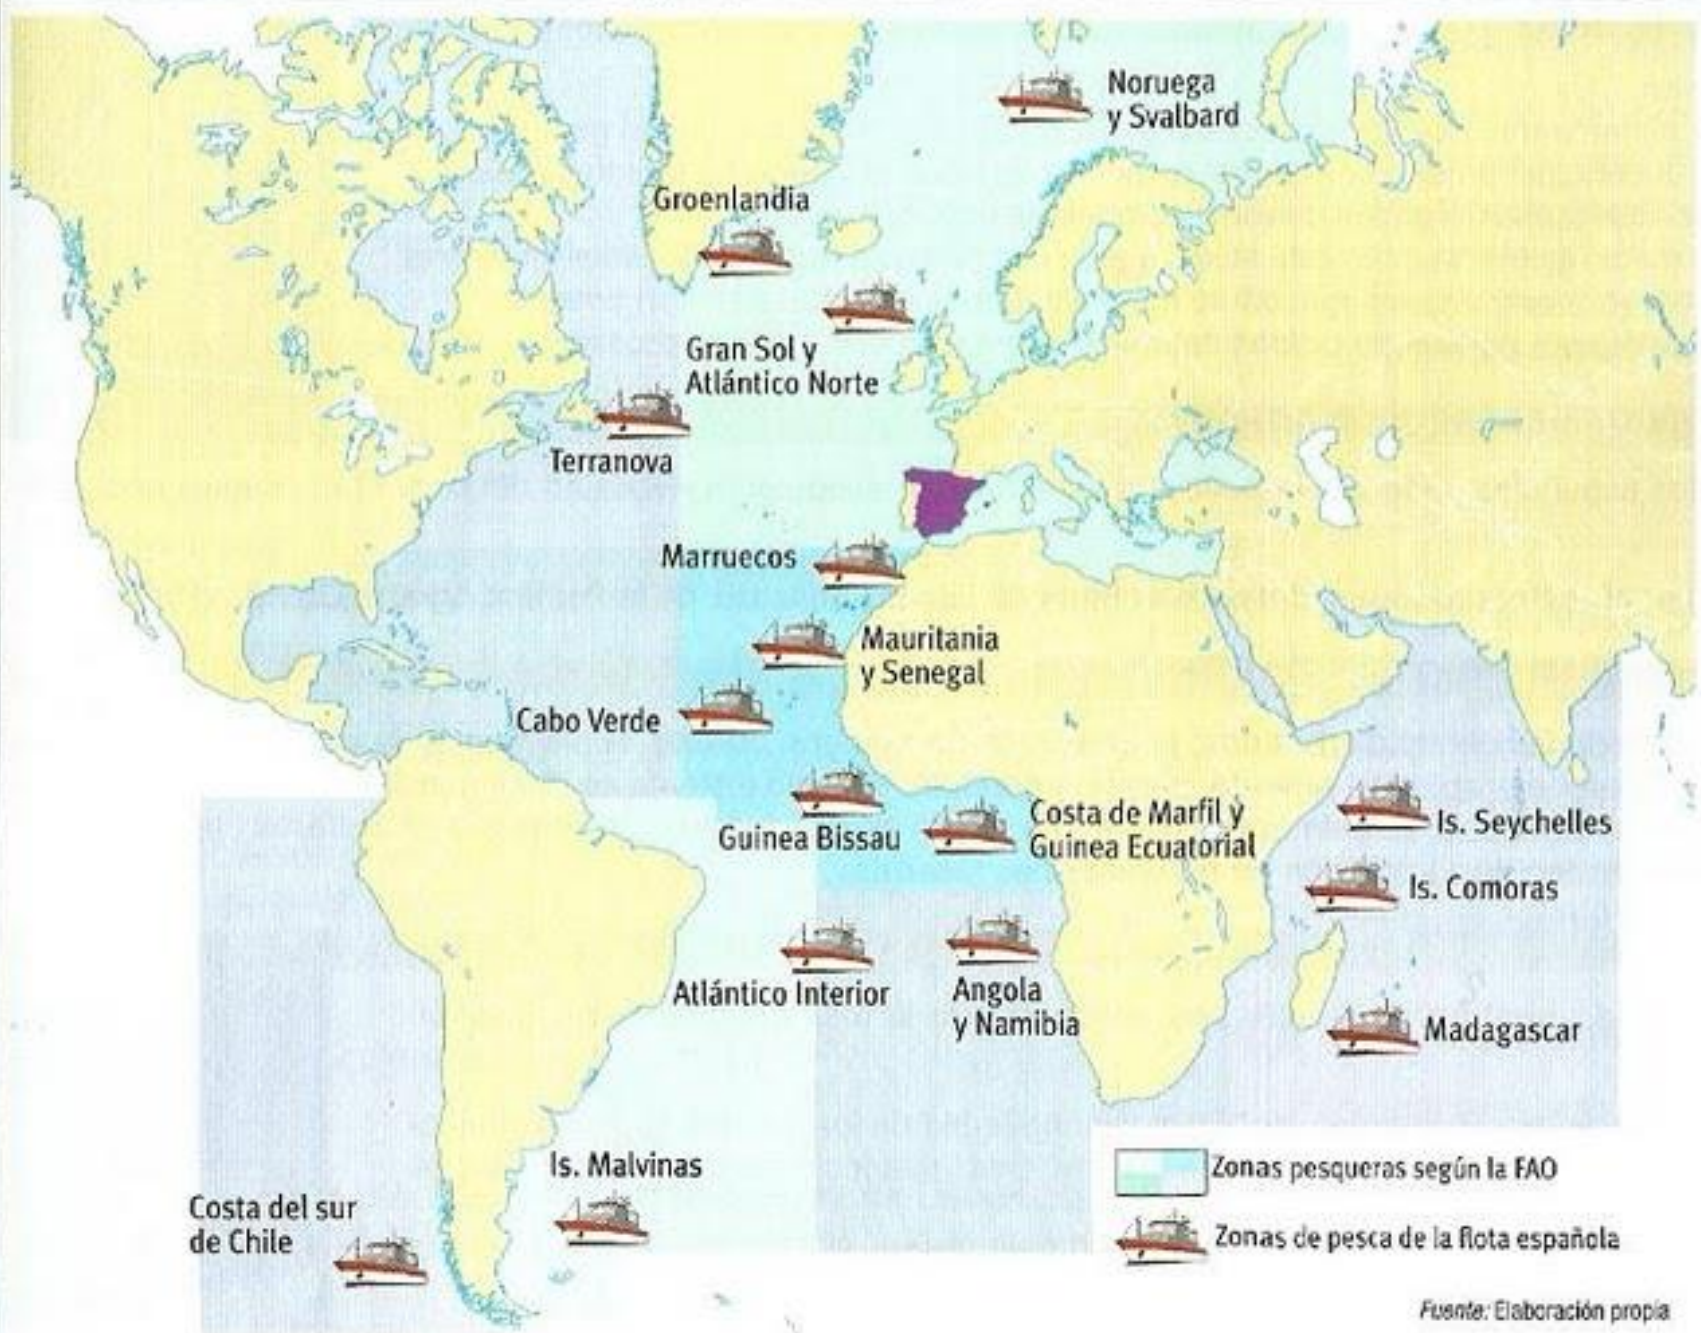 Noruega
y Svalbard
Groenlandia
Gran Sol y
Atlántico Norte
Terranova
Marruecos
Mauritania
y Senegal
Cabo Verde
Guinea Bissau
Costa de Marfil y
Guinea Ecuatorial
Is. Seychelles
Is. Comoras
Atlántico Interior
Angola
y Namibia
Madagascar
Is. Malvinas
Costa del sur
de Chile
Zonas pesqueras según la FAO
Zonas de pesca de la flota española
Fuente: Elaboración propia